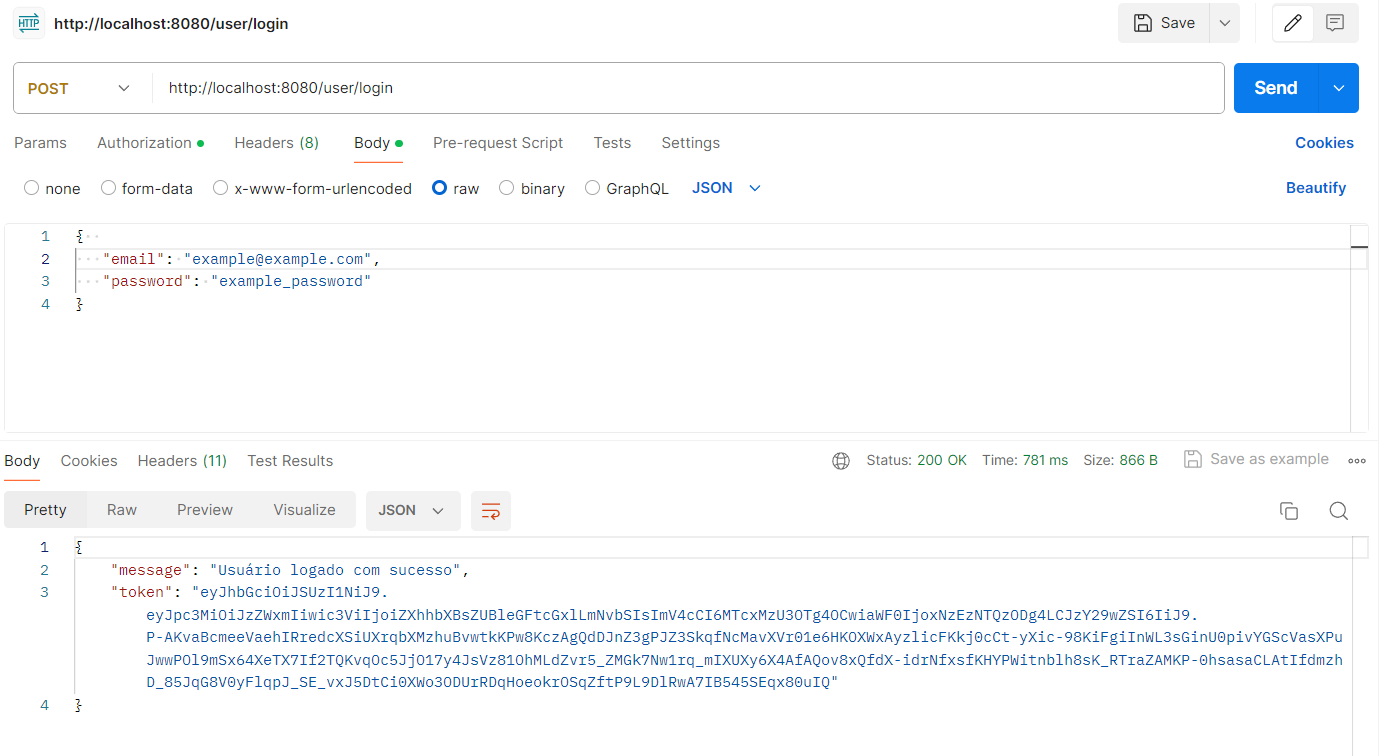 HTTP http://localhost:8080/user/login Save
POST http://localhost:8080/user/login Send
Params Authorization Headers (8) Body Pre-request Script Tests Settings Cookies
none form-data x-www-form-urlencoded raw binary GraphQL JSON Beautify
1 {
2 "email": "example@example.com",
3 "password": "example_password"
4 }
Body Cookies Headers (11) Test Results Status: 200 OK Time: 781 ms Size: 866 B Save as example
Pretty Raw Preview Visualize JSON
1 {
2 "message": "Usuário logado com sucesso",
3 "token": "eyJhbGciOiJSUzI1NiJ9.
eyJpc3MiOiJzZWxmIiwic3ViIjoiZXhhbXBsZUBleGFtcGxlLmNvbSIsImV4cCI6MTcxMzU3OTg4OCwiaWF0IjoxNzEzNTQzODg4LCJzY29wZSI6IiJ9.
P-AKvaBcmeeVaehIRredcXSiUXrqbXMzhuBvwtkKPw8KczAgQdDJnZ3gPJZ3SkqfNcMavXVr01e6HKOXWxAyzlicFKkj0cCt-yXic-98KiFgiInWL3sGinU0pivYGScVasXPu
JwwPOl9mSx64XeTX7If2TQKvqOc5JjO17y4JsVz81OhMLdZvr5_ZMGk7Nw1rq_mIXUXy6X4AfAQov8xQfdX-idrNfxsfKHYPWitnblh8sK_RTraZAMKP-0hsasaCLAtIfdmzh
D_85JqG8V0yFlqpJ_SE_vxJ5DtCi0XWo3ODUrRDqHoeokrOSqZftP9L9DlRwA7IB545SEqx80uIQ"
4 }